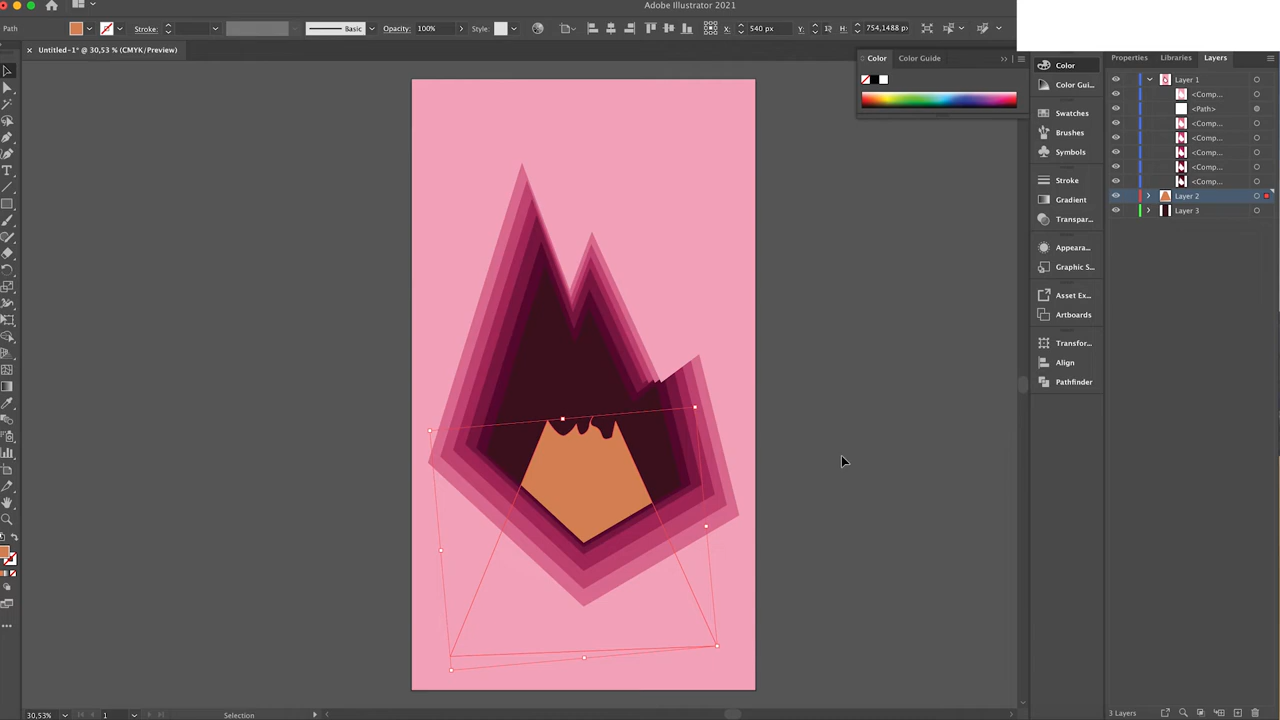 Adobe Illustrator 2021
Path
Stroke:
Basic
Opacity:
100%
Style:
540 px
H:
754,1488 p›
× Untitled-1* @ 30,53 % (CMYK/Preview)
Color
Color Guide
Color
Color Gui...
Swatches
Brushes
Symbols
Stroke
Gradient
Transpar...
Appeara...
Graphic S...
Asset Ex...
Artboards
Transfor...
Align
Pathfinder
Properties
Libraries
Layers
Layer 1
<Comp...
<Path>
<Comp...
<Comp...
<Comp...
<Comp...
<Comp...
Layer 2
Layer 3
30,53%
1
Selection
3 Layers